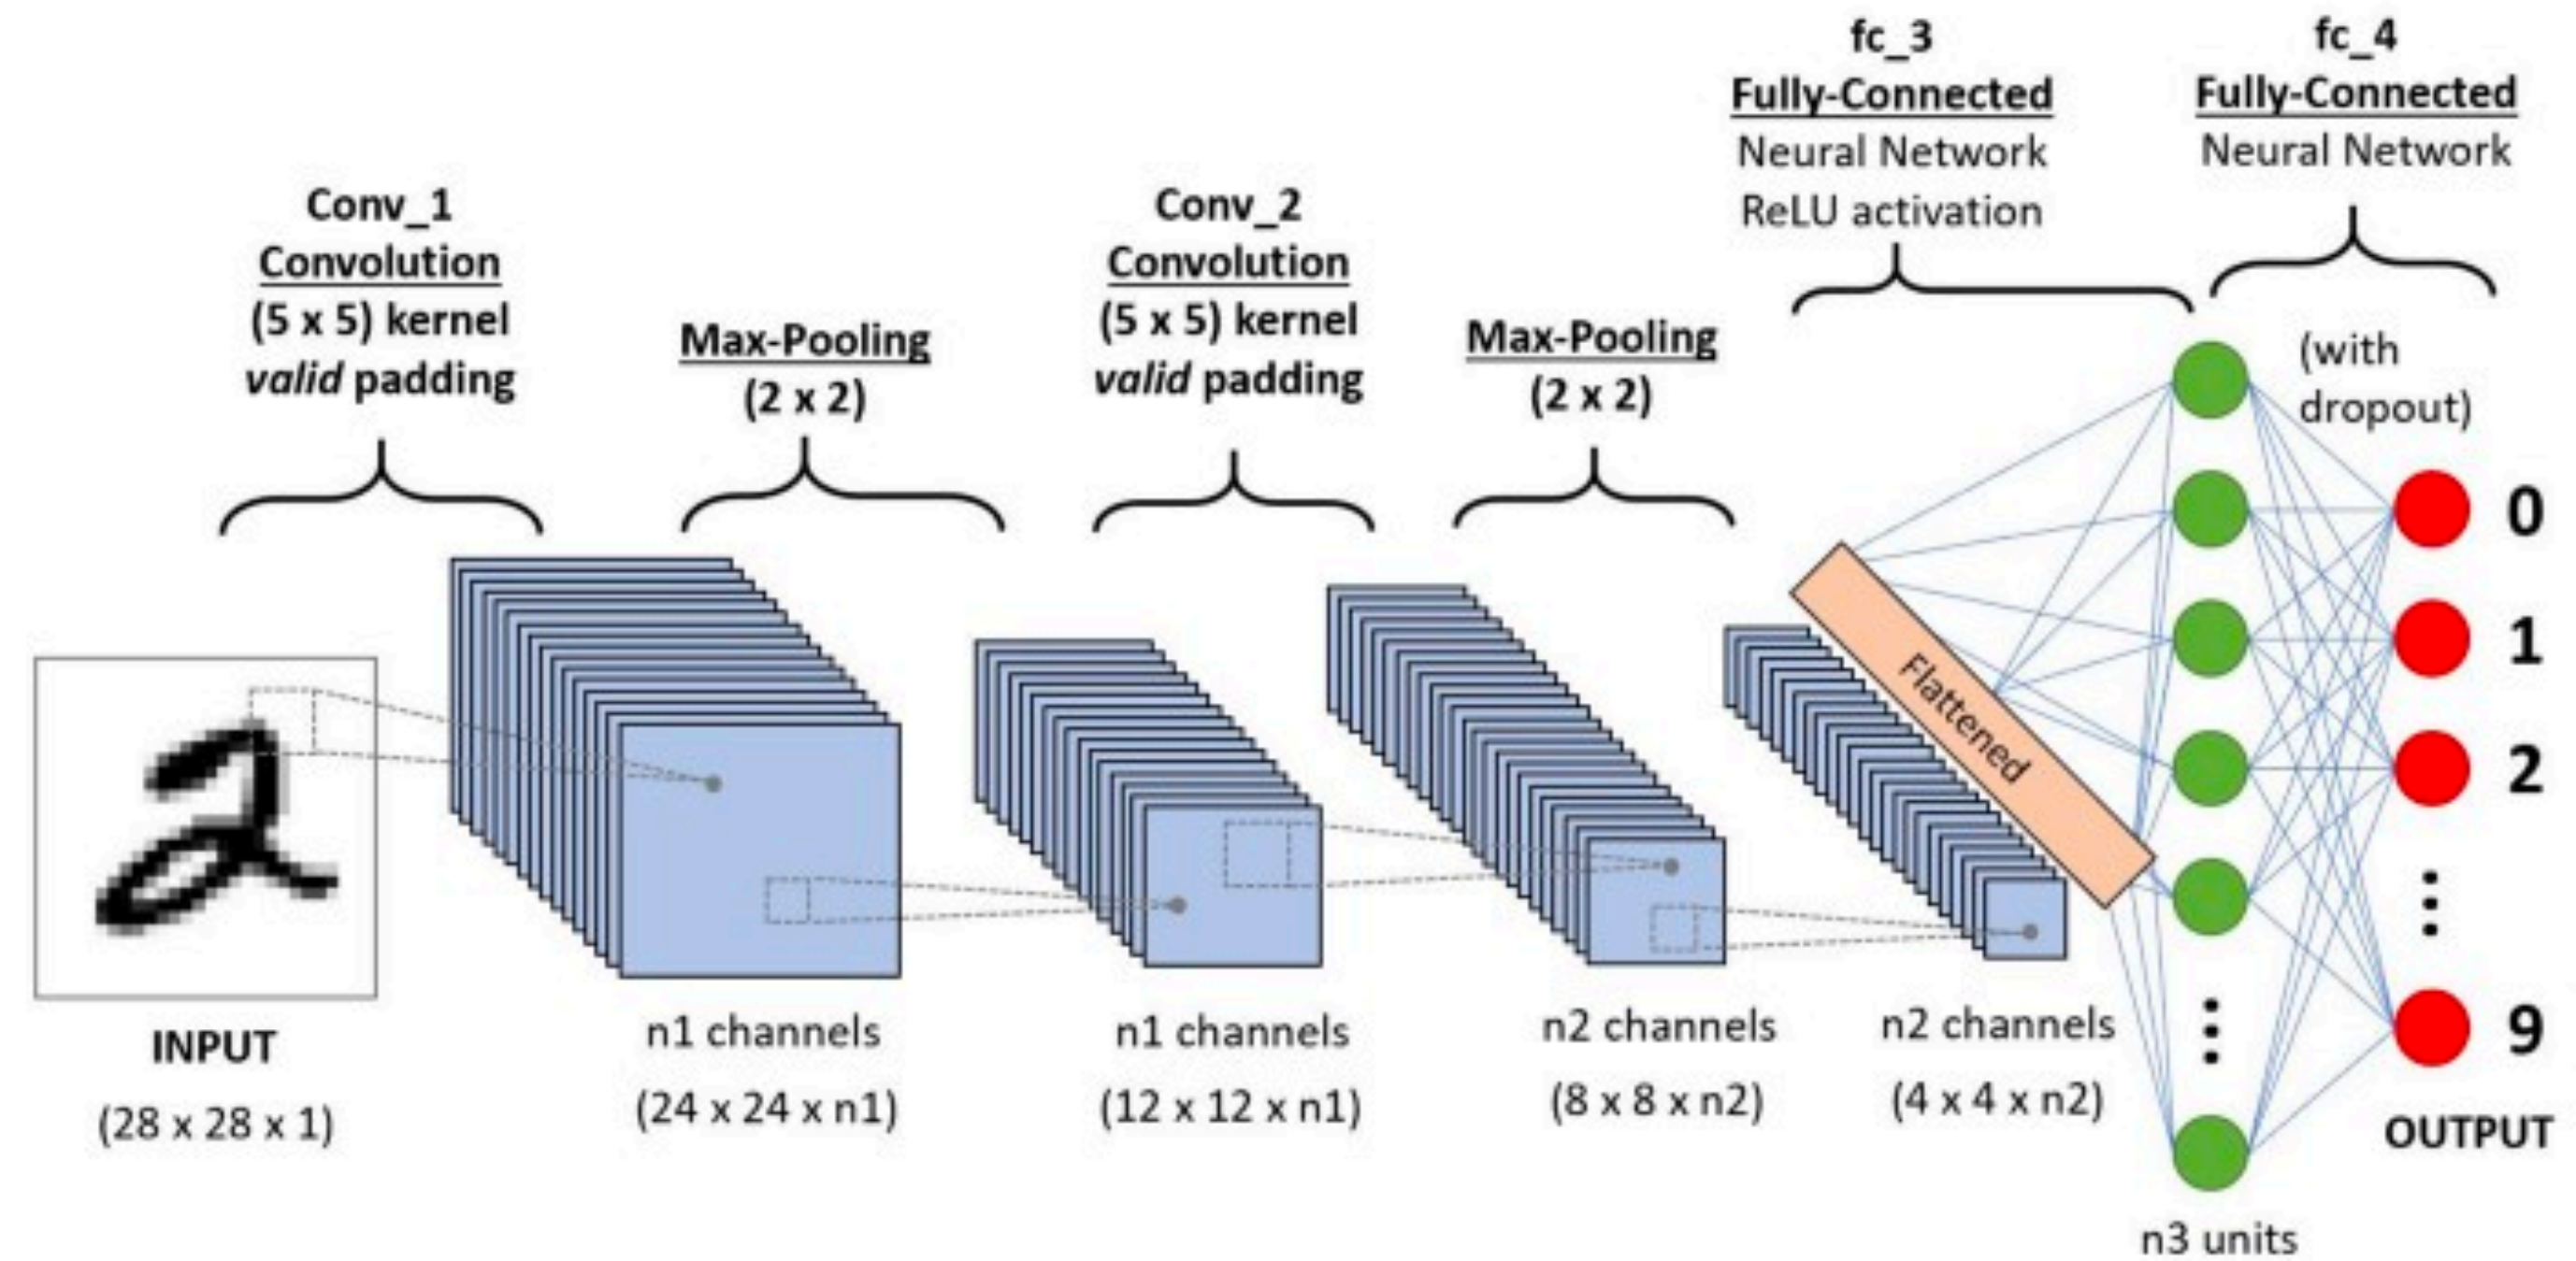 Conv_1
Convolution
(5 x 5) kernel
valid padding
Max-Pooling
(2 x 2)
Conv_2
Convolution
(5 x 5) kernel
valid padding
Max-Pooling
(2 x 2)
fc_3
Fully-Connected
Neural Network
ReLU activation
fc_4
Fully-Connected
Neural Network
(with
dropout)
Flattened
0
1
2
9
INPUT
(28 x 28 x 1)
n1 channels
(24 x 24 x n1)
n1 channels
(12 x 12 x n1)
n2 channels
(8 x 8 x n2)
n2 channels
(4 x 4 x n2)
OUTPUT
n3 units